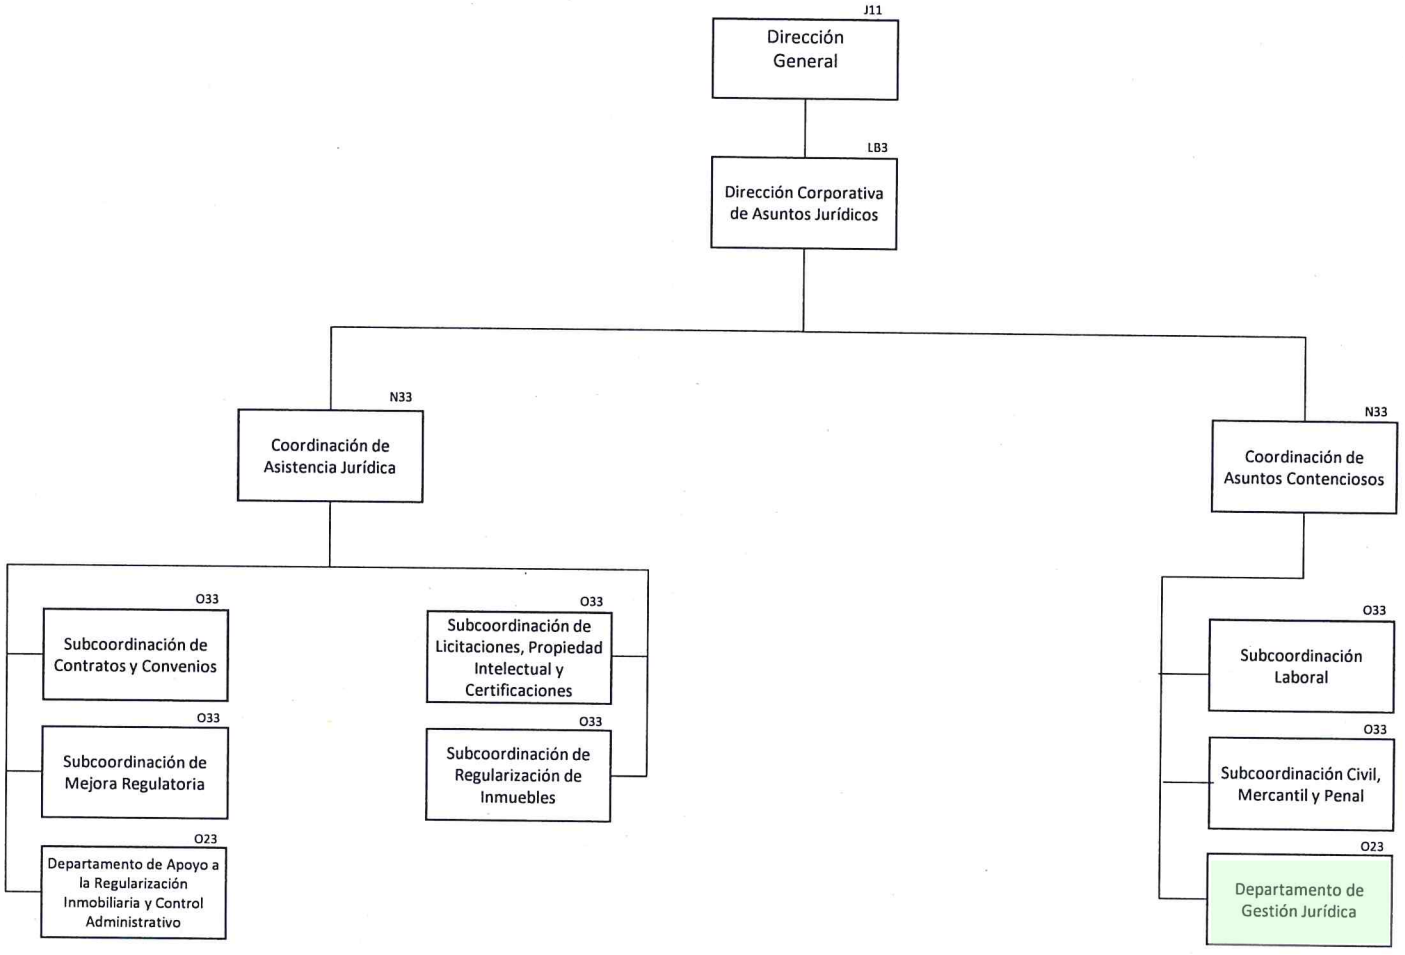 J11
Dirección
General
LB3
Dirección Corporativa
de Asuntos Jurídicos
N33
Coordinación de
Asistencia Jurídica
N33
Coordinación de
Asuntos Contenciosos
O33
Subcoordinación de
Contratos y Convenios
O33
Subcoordinación de
Mejora Regulatoria
O23
Departamento de Apoyo a
la Regularización
Inmobiliaria y Control
Administrativo
O33
Subcoordinación de
Licitaciones, Propiedad
Intelectual y
Certificaciones
O33
Subcoordinación de
Regularización de
Inmuebles
O33
Subcoordinación
Laboral
O33
Subcoordinación Civil,
Mercantil y Penal
O23
Departamento de
Gestión Jurídica